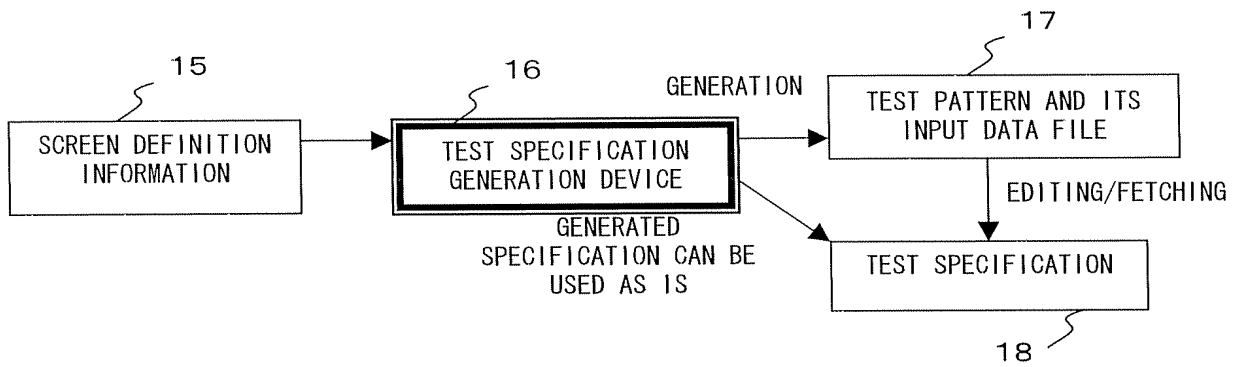 15
SCREEN DEFINITION
INFORMATION
16
TEST SPECIFICATION
GENERATION DEVICE
GENERATION
17
TEST PATTERN AND ITS
INPUT DATA FILE
EDITING/FETCHING
GENERATED
SPECIFICATION CAN BE
USED AS IS
TEST SPECIFICATION
18